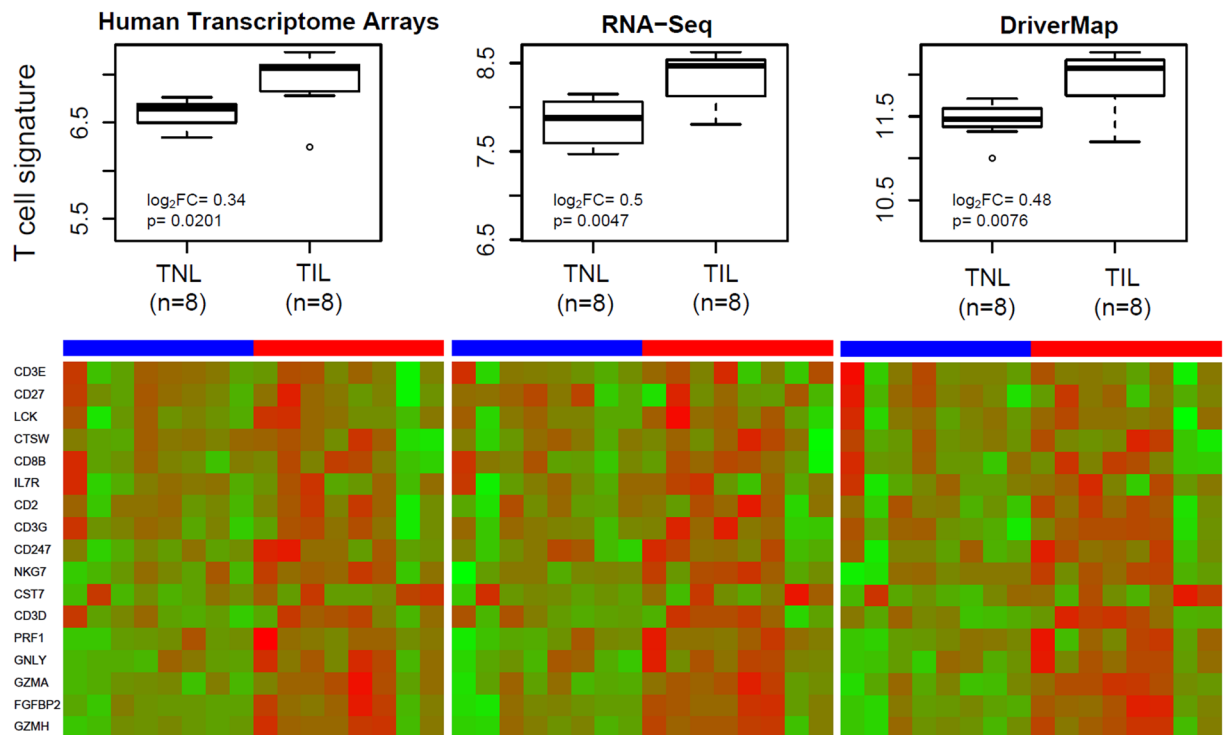 Human Transcriptome Arrays
RNA−Seq
DriverMap
T cell signature
6.5
5.5
log2FC= 0.34
p= 0.0201
TNL
(n=8)
TIL
(n=8)
8.5
7.5
6.5
log2FC= 0.5
p= 0.0047
TNL
(n=8)
TIL
(n=8)
11.5
10.5
log2FC= 0.48
p= 0.0076
TNL
(n=8)
TIL
(n=8)
CD3E
CD27
LCK
CTSW
CD8B
IL7R
CD2
CD3G
CD247
NKG7
CST7
CD3D
PRF1
GNLY
GZMA
FGFBP2
GZMH